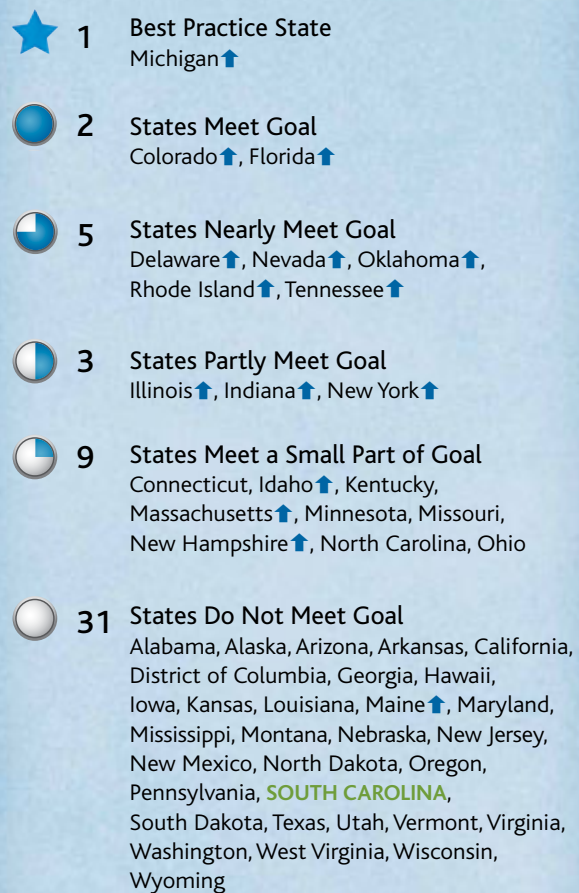 1 Best Practice State
Michigan⬆
2 States Meet Goal
Colorado⬆, Florida⬆
5 States Nearly Meet Goal
Delaware⬆, Nevada⬆, Oklahoma⬆,
Rhode Island⬆, Tennessee⬆
3 States Partly Meet Goal
Illinois⬆, Indiana⬆, New York⬆
9 States Meet a Small Part of Goal
Connecticut, Idaho⬆, Kentucky,
Massachusetts⬆, Minnesota, Missouri,
New Hampshire⬆, North Carolina, Ohio
31 States Do Not Meet Goal
Alabama, Alaska, Arizona, Arkansas, California,
District of Columbia, Georgia, Hawaii,
Iowa, Kansas, Louisiana, Maine⬆, Maryland,
Mississippi, Montana, Nebraska, New Jersey,
New Mexico, North Dakota, Oregon,
Pennsylvania, SOUTH CAROLINA,
South Dakota, Texas, Utah, Vermont, Virginia,
Washington, West Virginia, Wisconsin,
Wyoming